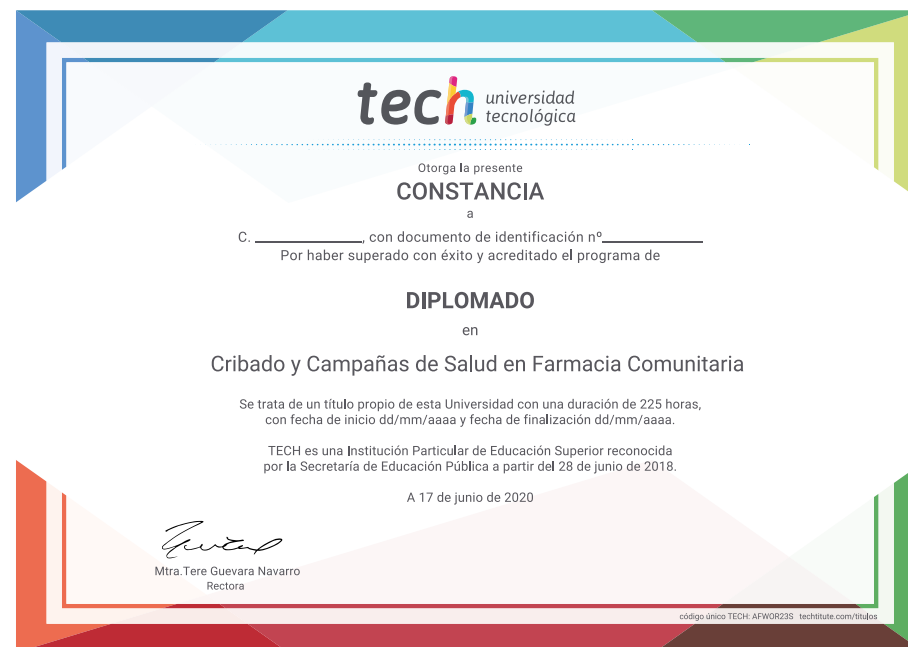 tech universidad
tecnológica
Otorga la presente
CONSTANCIA
a
C. ____________, con documento de identificación nº____________
Por haber superado con éxito y acreditado el programa de
DIPLOMADO
en
Cribado y Campañas de Salud en Farmacia Comunitaria
Se trata de un título propio de esta Universidad con una duración de 225 horas,
con fecha de inicio dd/mm/aaaa y fecha de finalización dd/mm/aaaa.
TECH es una Institución Particular de Educación Superior reconocida
por la Secretaría de Educación Pública a partir del 28 de junio de 2018.
A 17 de junio de 2020
Mtra.Tere Guevara Navarro
Rectora
código único TECH: AFWOR23S techtitute.com/titulos